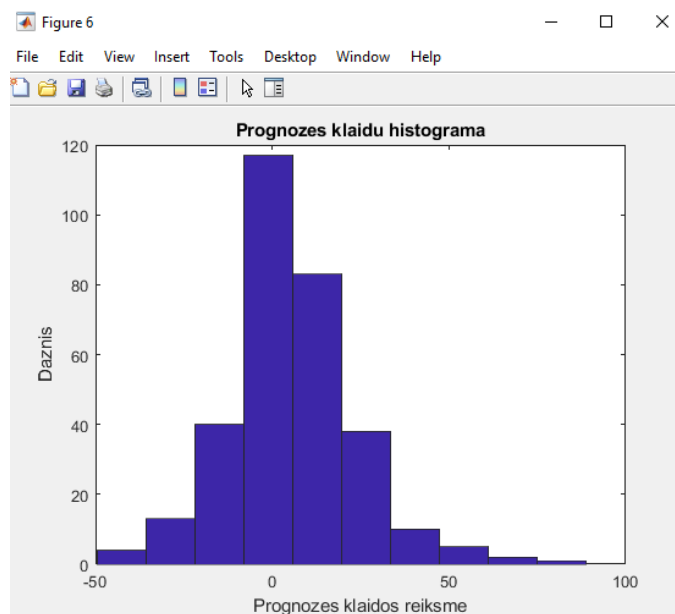 Figure 6
File Edit View Insert Tools Desktop Window Help
Prognozes klaidu histograma
120
100
80
60
40
20
0
Daznis
-50 0 50 100
Prognozes klaidos reiksme